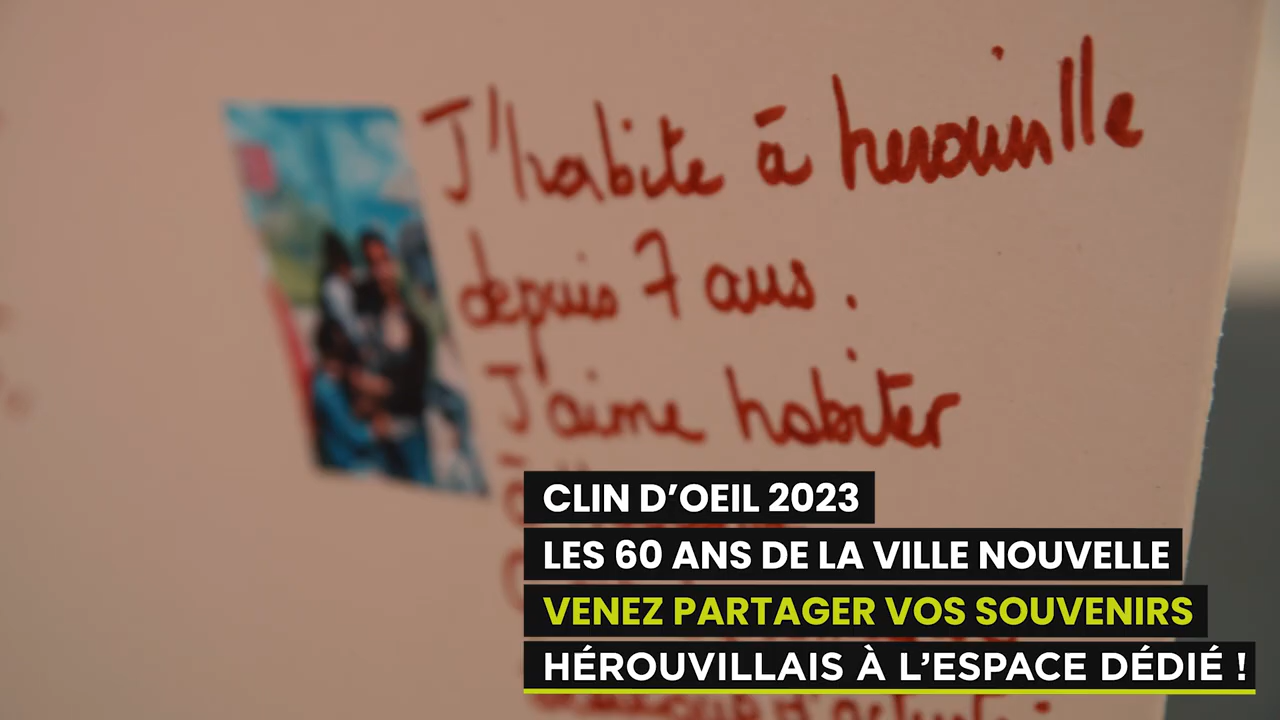 J'habite à herouville
depuis 7 ans.
J'aime habiter
CLIN D'OEIL 2023
LES 60 ANS DE LA VILLE NOUVELLE
VENEZ PARTAGER VOS SOUVENIRS
HÉROUVILLAIS À L'ESPACE DÉDIÉ !